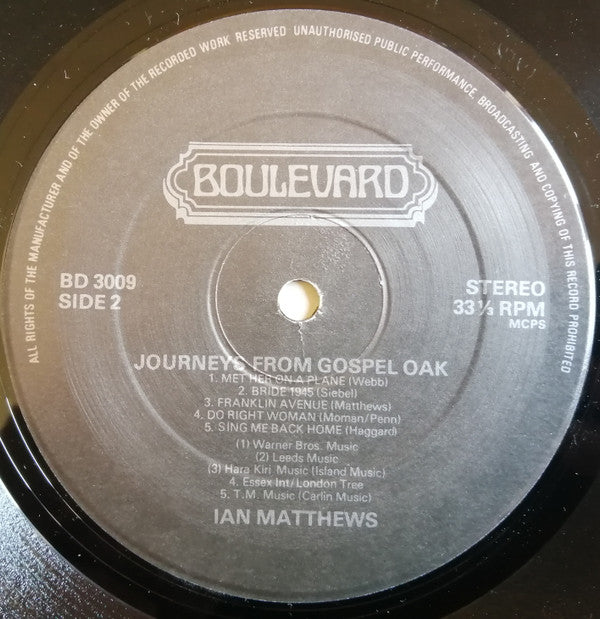 ALL RIGHTS OF THE MANUFACTURER AND OF THE OWNER OF THE RECORDED WORK RESERVED UNAUTHORISED PUBLIC PERFORMANCE, BROADCASTING AND COPYING OF THIS RECORD PROHIBITED
BOULEVARD
BD 3009
SIDE 2
STEREO
33⅓ RPM
MCPS
JOURNEYS FROM GOSPEL OAK
1. MET HER ON A PLANE (Webb)
2. BRIDE 1945 (Siebel)
3. FRANKLIN AVENUE (Matthews)
4. DO RIGHT WOMAN (Moman/Penn)
5. SING ME BACK HOME (Haggard)
(1) Warner Bros. Music
(2) Leeds Music
(3) Hara Kiri Music (Island Music)
4. Essex Int/London Tree
5. T.M. Music (Carlin Music)
IAN MATTHEWS